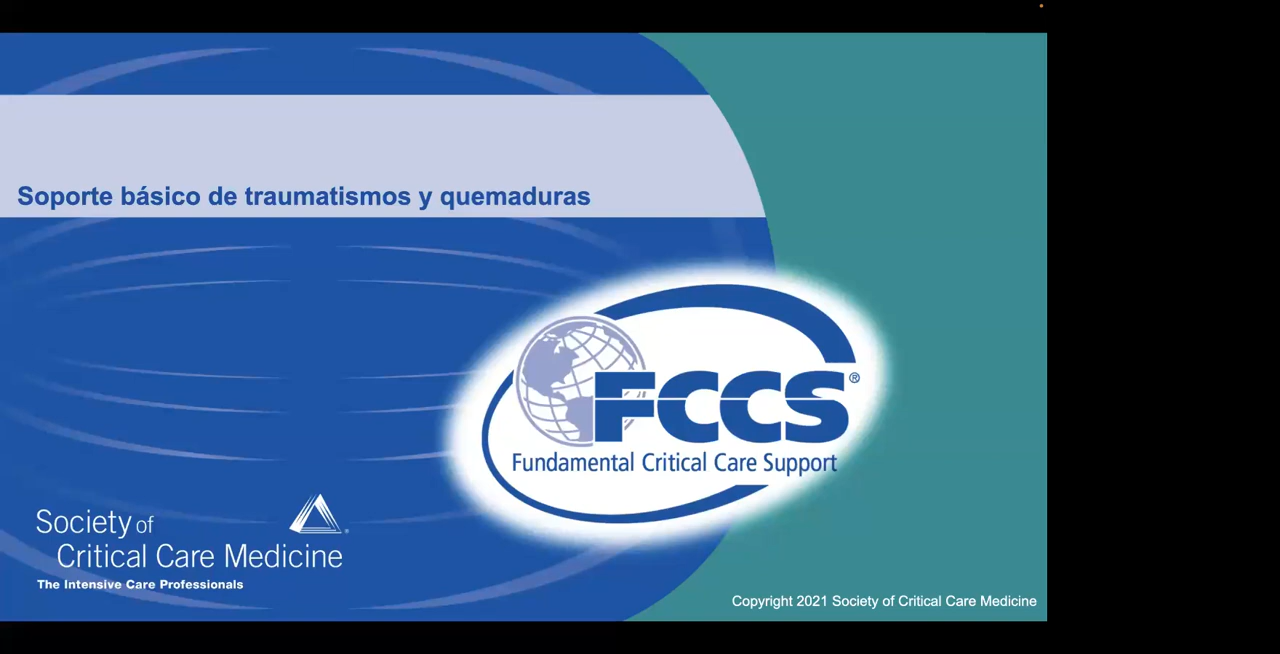 Soporte básico de traumatismos y quemaduras
FCCS®
Fundamental Critical Care Support
Society of
Critical Care Medicine
The Intensive Care Professionals
Copyright 2021 Society of Critical Care Medicine